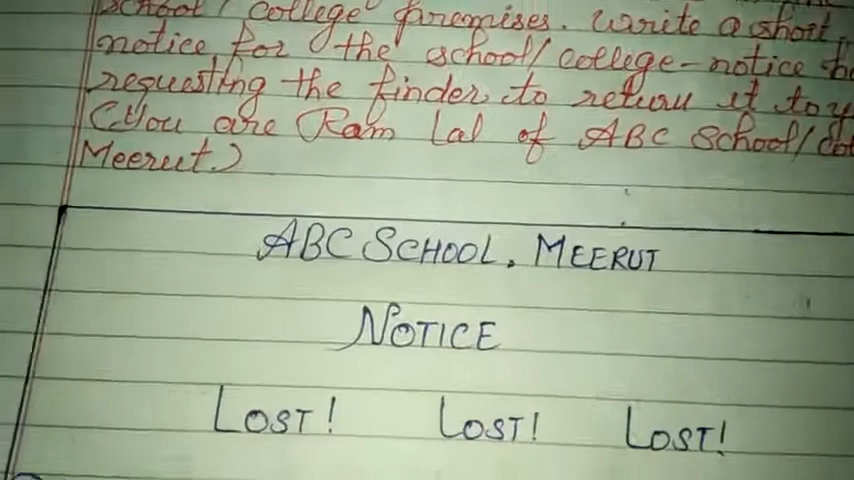 school / college premises. Write a short
notice for the school/college-notice
requesting the finder to return it to
(You are Ram Lal of ABC School/
Meerut.)
ABC SCHOOL, MEERUT
NOTICE
LOST! LOST! LOST!